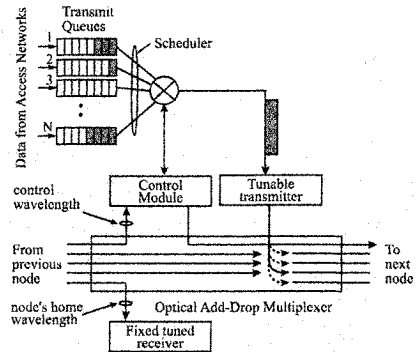 Transmit
Queues
Data from Access Networks
1
2
3
N
Scheduler
control
wavelength
Control
Module
Tunable
transmitter
From
previous
node
To
next
node
node's home
wavelength
Optical Add-Drop Multiplexer
Fixed tuned
receiver